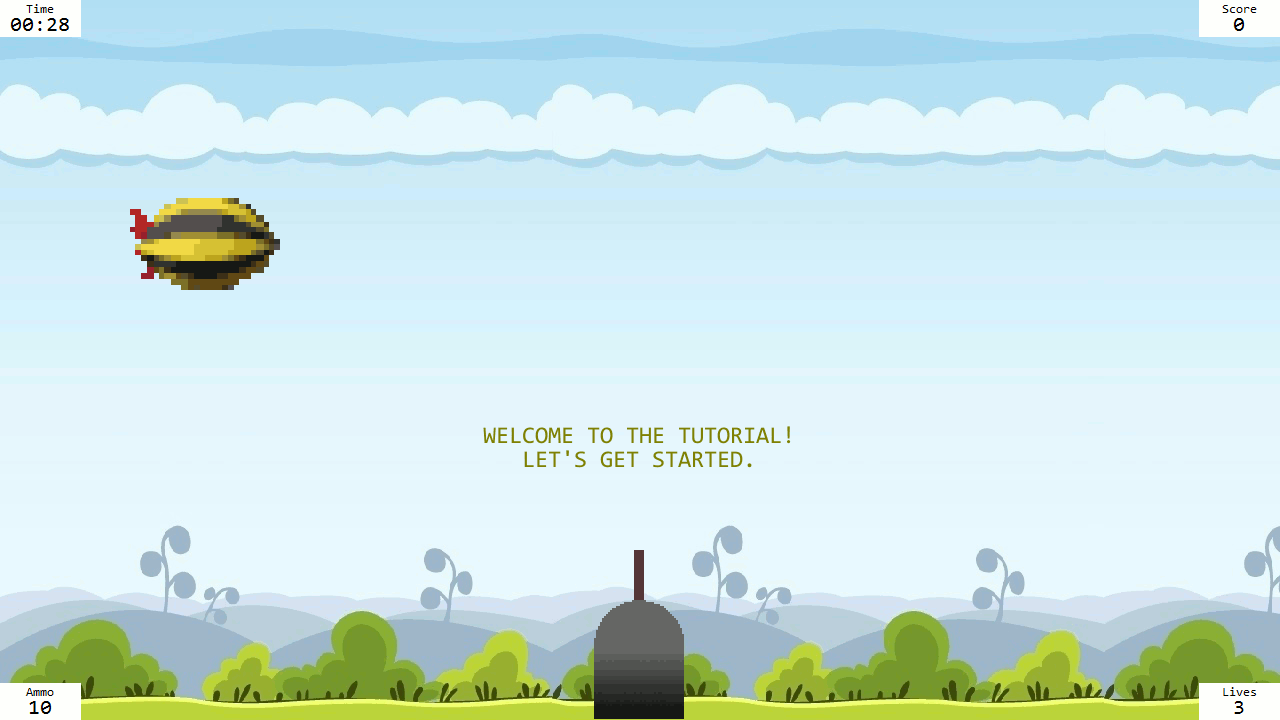 Time
00:28
Score
0
WELCOME TO THE TUTORIAL!
LET'S GET STARTED.
Ammo
10
Lives
3